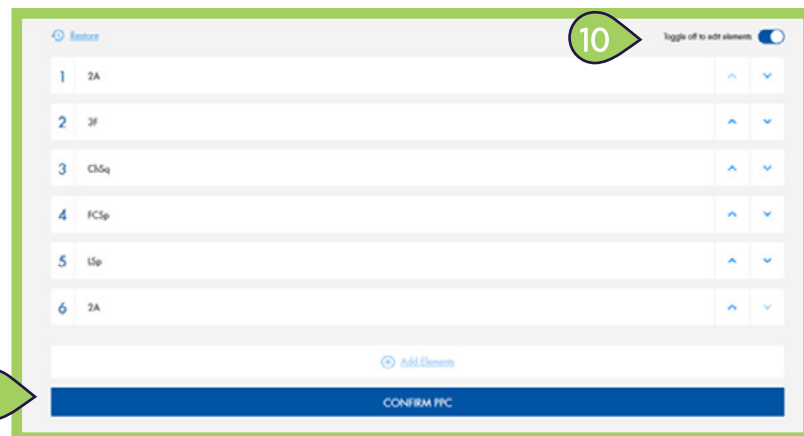 Restore
10
Toggle off to edit elements
1 2A
2 3F
3 ChSq
4 FCSp
5 LSp
6 2A
Add Elements
CONFIRM PPC